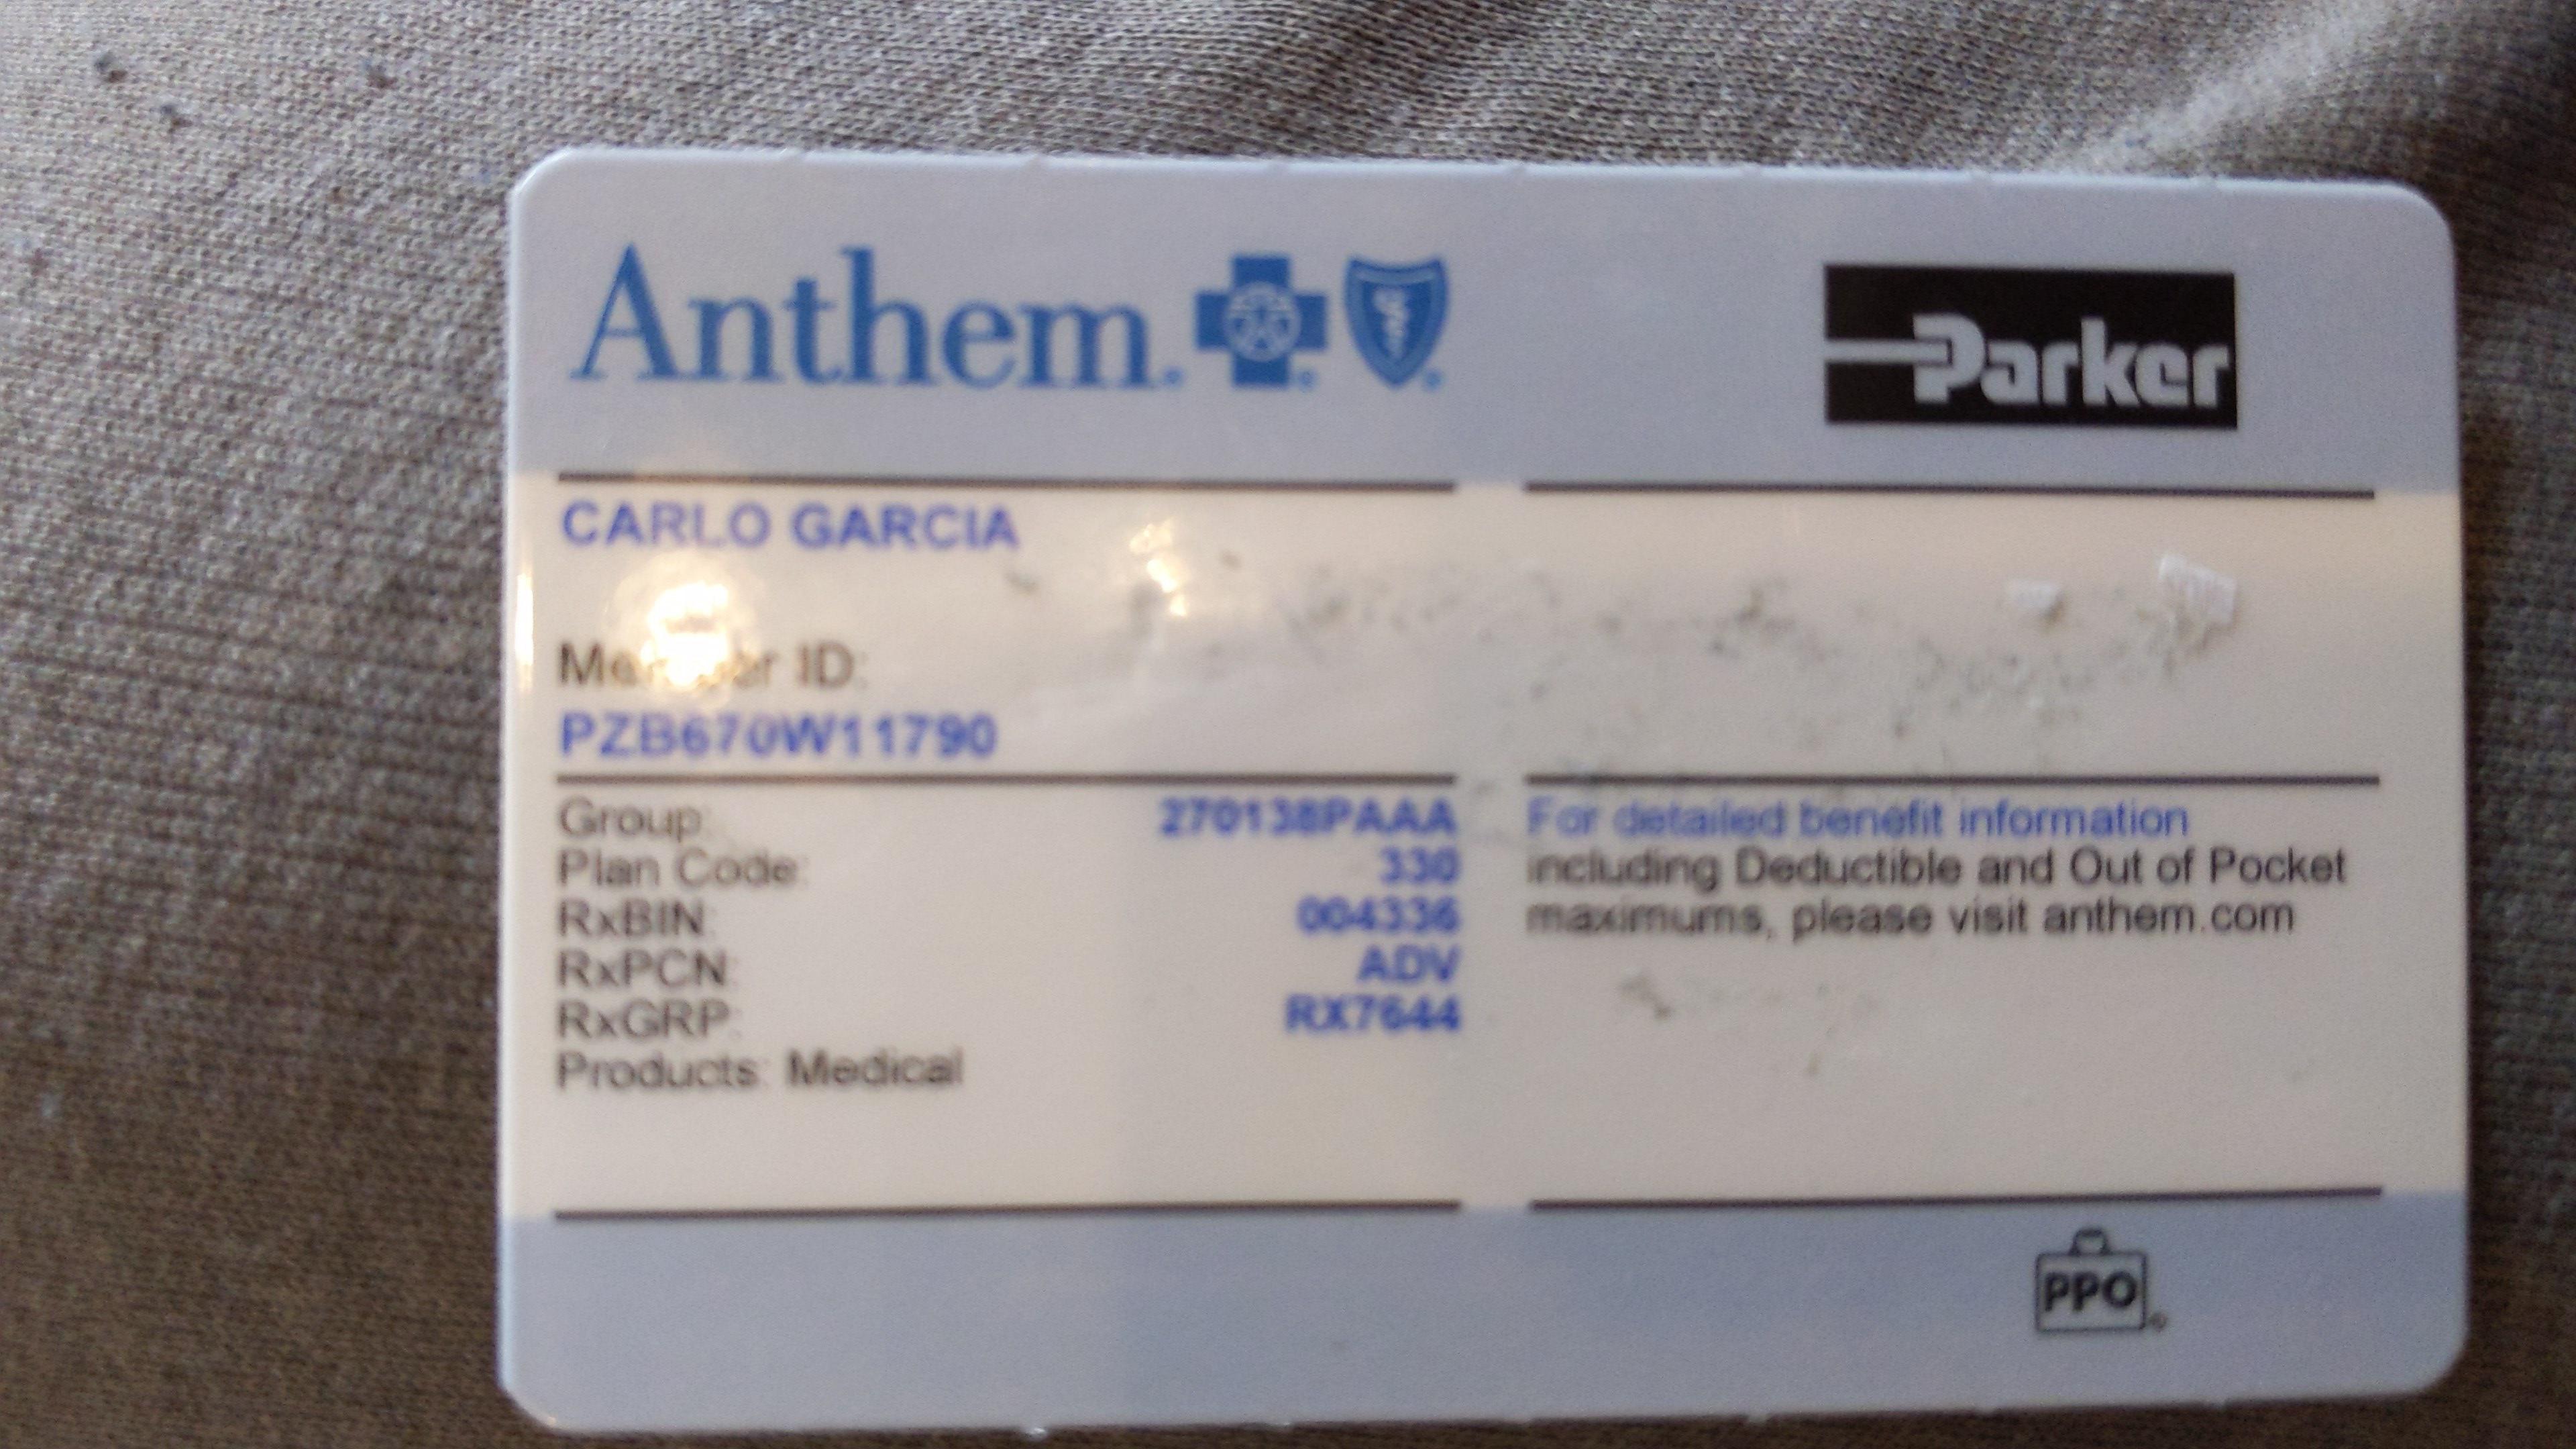 Anthem
Parker
CARLO GARCIA
Member ID:
PZB670W11790
Group: 270138PAAA
Plan Code: 330
RxBIN: 004336
RxPCN: ADV
RxGRP: RX7644
Products: Medical
For detailed benefit information
including Deductible and Out of Pocket
maximums, please visit anthem.com
PPO